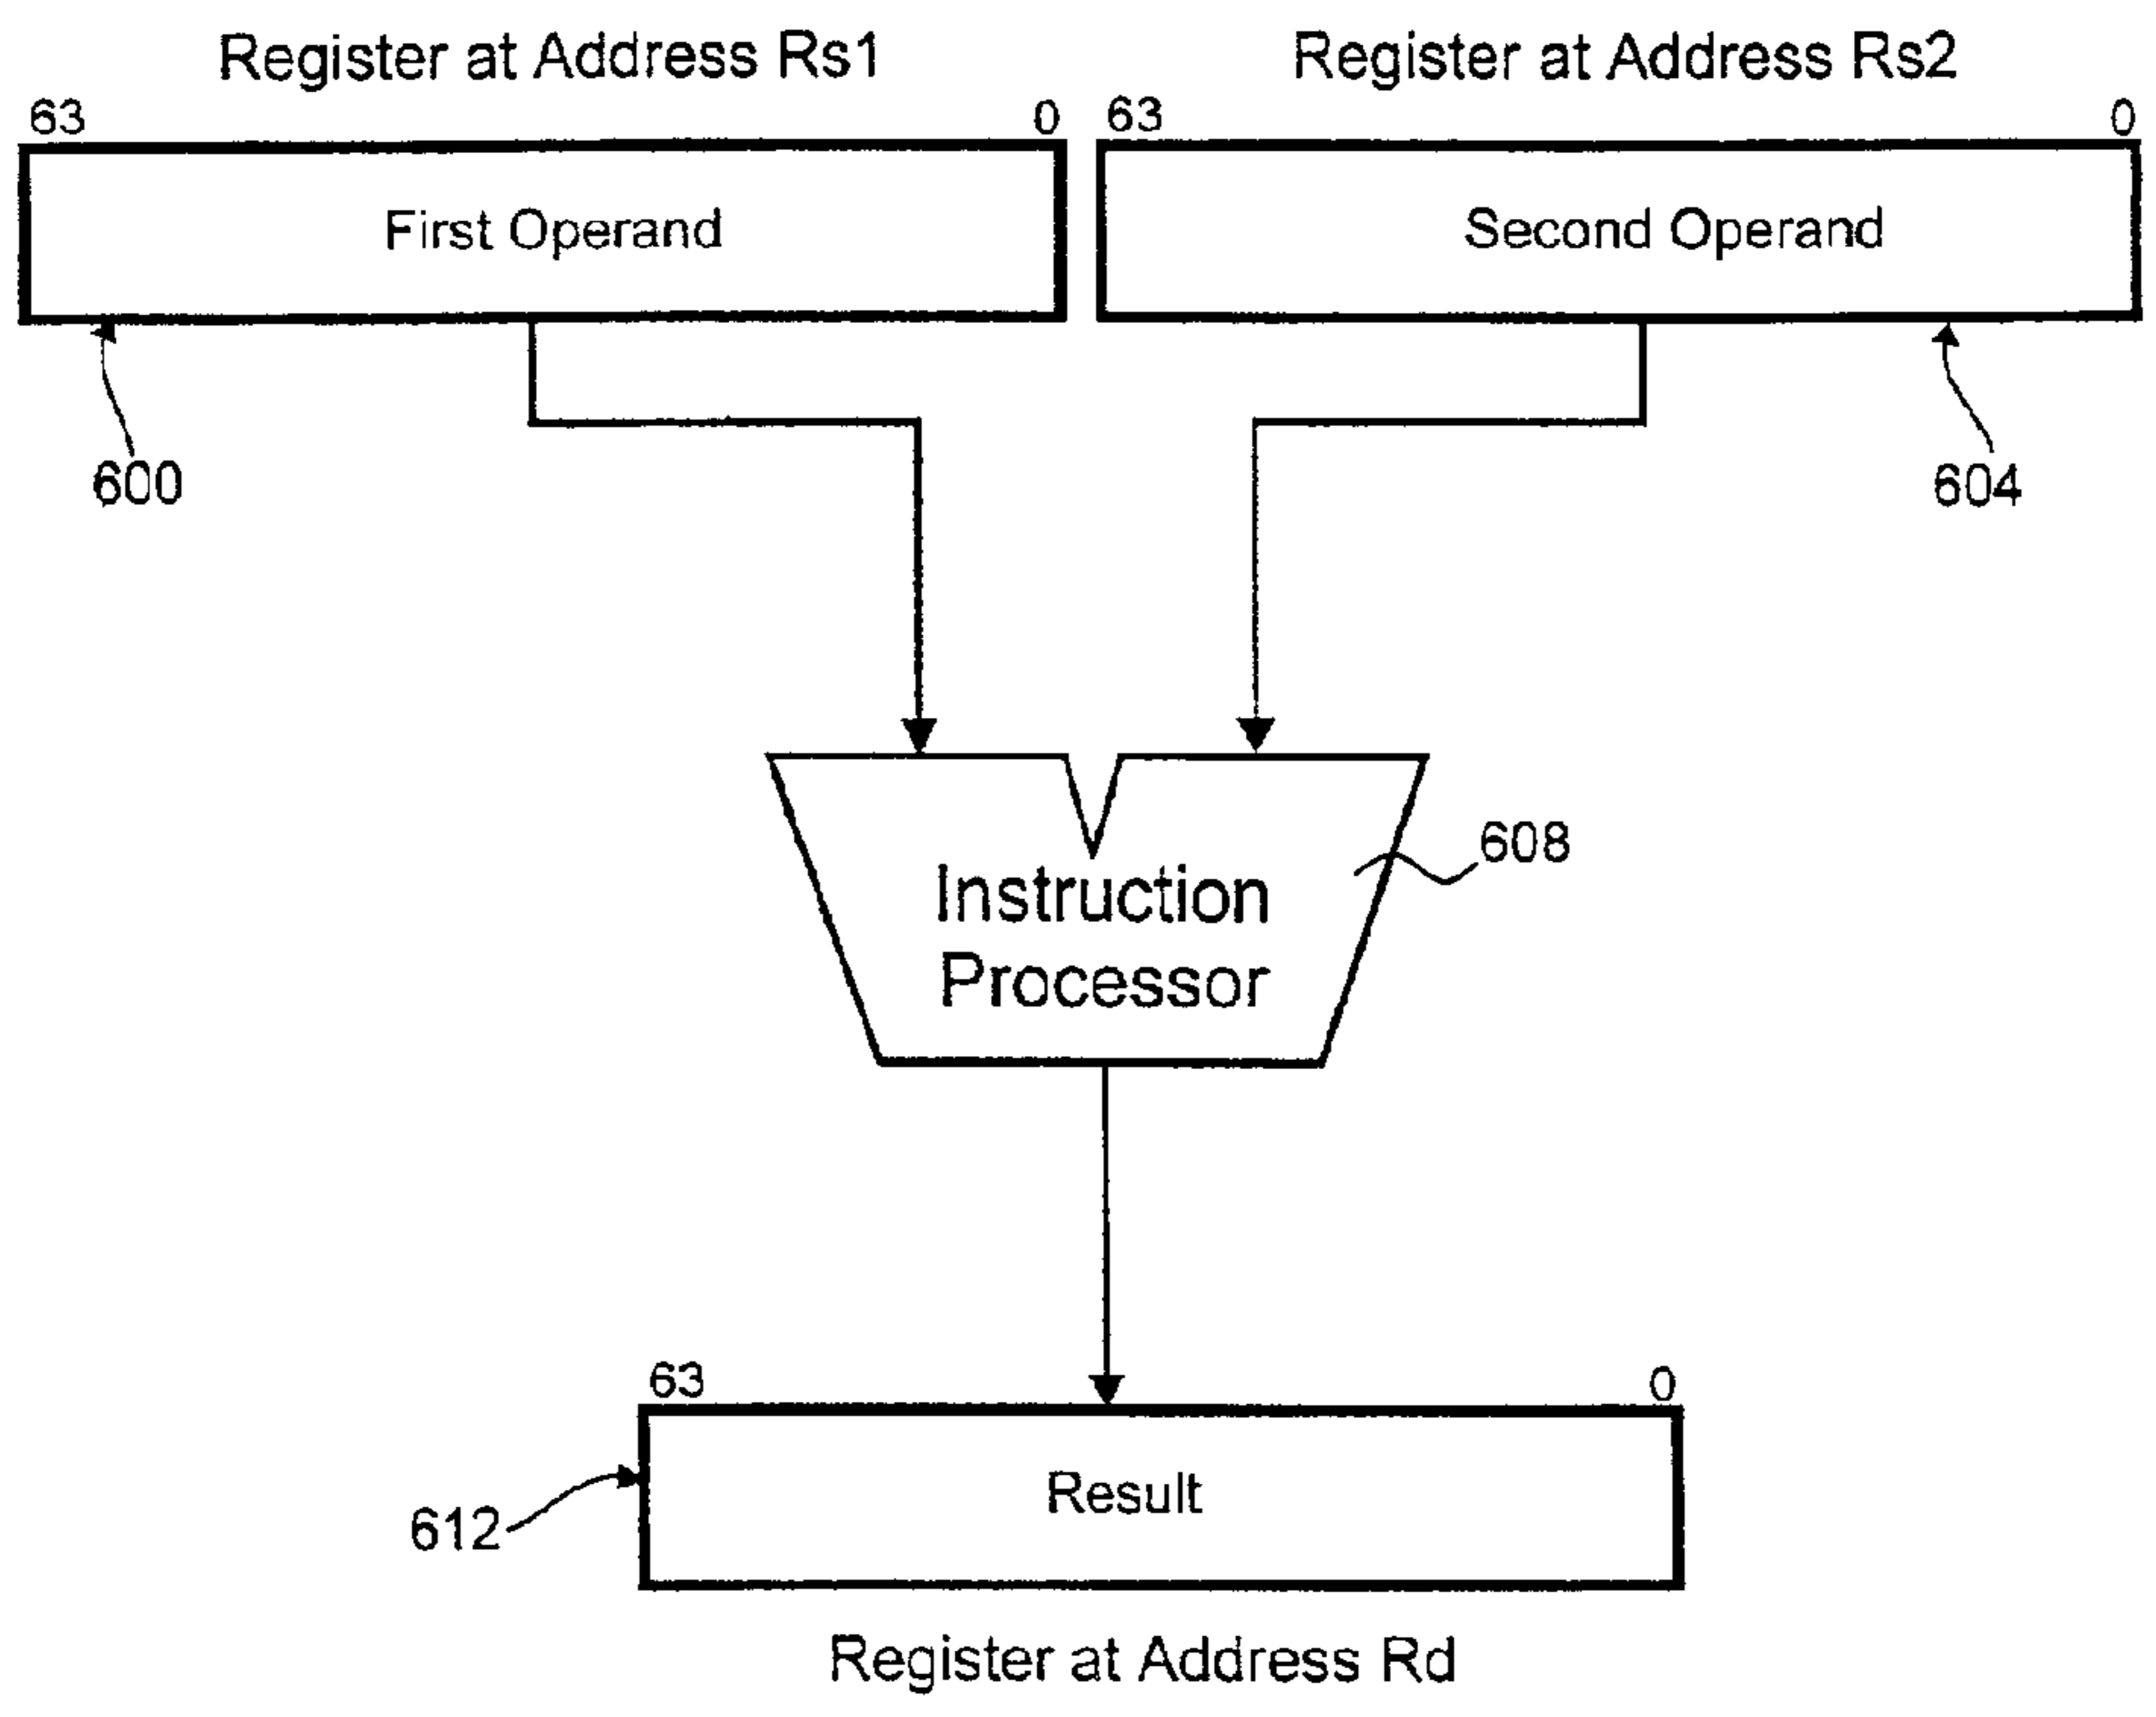 Register at Address Rs1
Register at Address Rs2
63
0
63
0
First Operand
Second Operand
600
604
608
Instruction
Processor
63
0
Result
612
Register at Address Rd